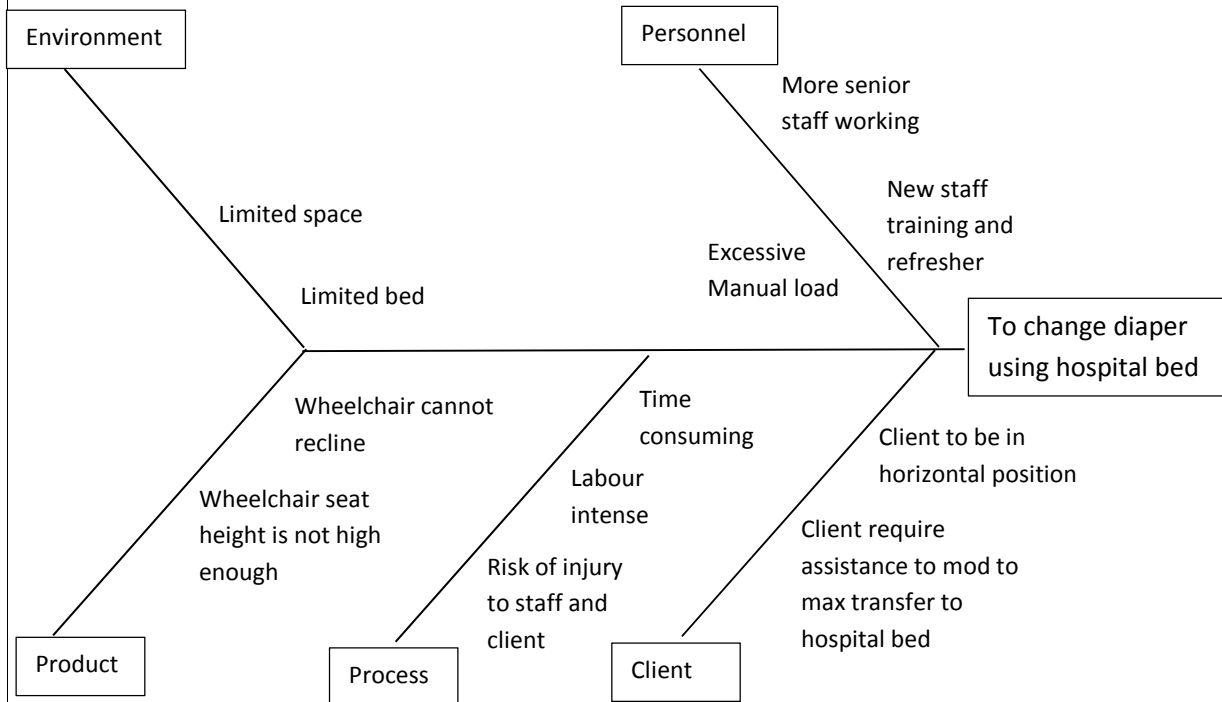 Environment
Personnel
More senior
staff working
New staff
training and
refresher
Limited space
Excessive
Manual load
Limited bed
To change diaper
using hospital bed
Wheelchair cannot
recline
Time
consuming
Client to be in
horizontal position
Wheelchair seat
height is not high
enough
Labour
intense
Client require
assistance to mod to
max transfer to
hospital bed
Risk of injury
to staff and
client
Product
Process
Client